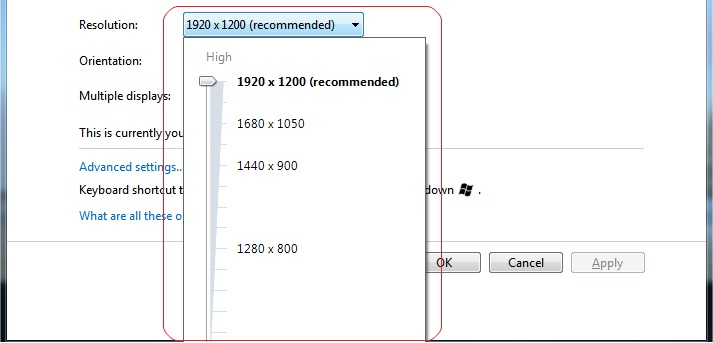 Resolution: 1920 x 1200 (recommended)
High
Orientation:
1920 x 1200 (recommended)
Multiple displays:
1680 x 1050
This is currently you
Advanced settings.. 1440 x 900
Keyboard shortcut t down .
What are all these o
1280 x 800
OK Cancel Apply